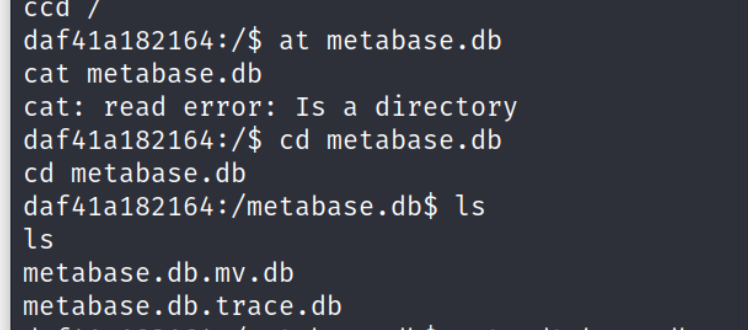 ccd /
daf41a182164:/$ at metabase.db
cat metabase.db
cat: read error: Is a directory
daf41a182164:/$ cd metabase.db
cd metabase.db
daf41a182164:/metabase.db$ ls
ls
metabase.db.mv.db
metabase.db.trace.db